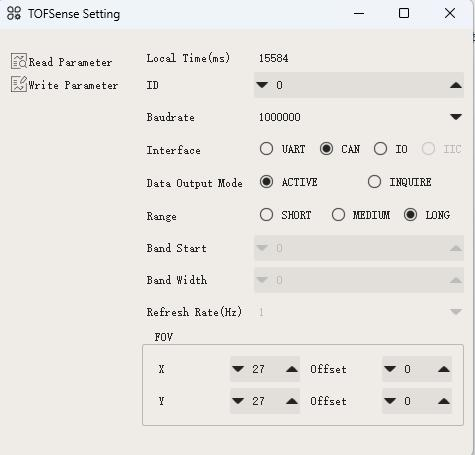 TOFSense Setting
Read Parameter
Write Parameter
Local Time(ms) 15584
ID 0
Baudrate 1000000
Interface UART CAN IO IIC
Data Output Mode ACTIVE INQUIRE
Range SHORT MEDIUM LONG
Band Start 0
Band Width 0
Refresh Rate(Hz) 1
FOV
X 27 Offset 0
Y 27 Offset 0